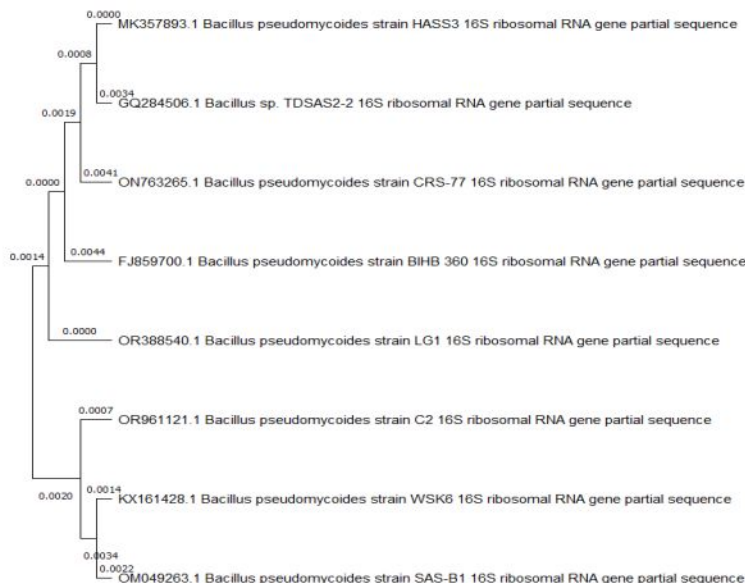 0.0000
MK357893.1 Bacillus pseudomycoides strain HASS3 16S ribosomal RNA gene partial sequence
0.0008
0.0034
GQ284506.1 Bacillus sp. TDSAS2-2 16S ribosomal RNA gene partial sequence
0.0019
0.0041
ON763265.1 Bacillus pseudomycoides strain CRS-77 16S ribosomal RNA gene partial sequence
0.0000
0.0044
FJ859700.1 Bacillus pseudomycoides strain BIHB 360 16S ribosomal RNA gene partial sequence
0.0014
0.0000
OR388540.1 Bacillus pseudomycoides strain LG1 16S ribosomal RNA gene partial sequence
0.0007
OR961121.1 Bacillus pseudomycoides strain C2 16S ribosomal RNA gene partial sequence
0.0020
0.0014
KX161428.1 Bacillus pseudomycoides strain WSK6 16S ribosomal RNA gene partial sequence
0.0034
0.0022
OM049263.1 Bacillus pseudomycoides strain SAS-B1 16S ribosomal RNA gene partial sequence